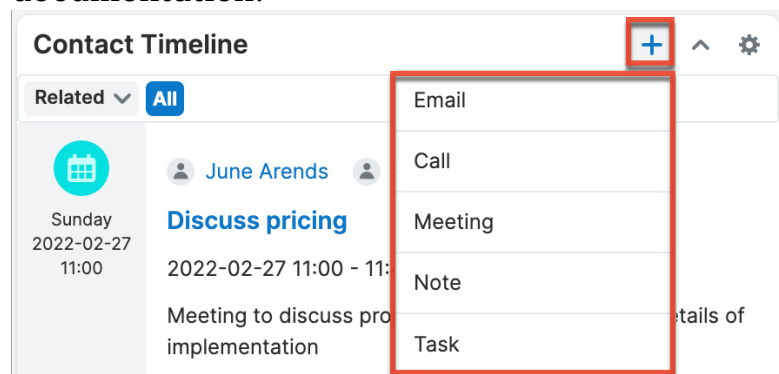 Contact Timeline
Related All
Email
Call
June Arends
Sunday
2022-02-27
11:00
Discuss pricing
Meeting
2022-02-27 11:00 - 11:
Note
Meeting to discuss etails of
implementation
Task